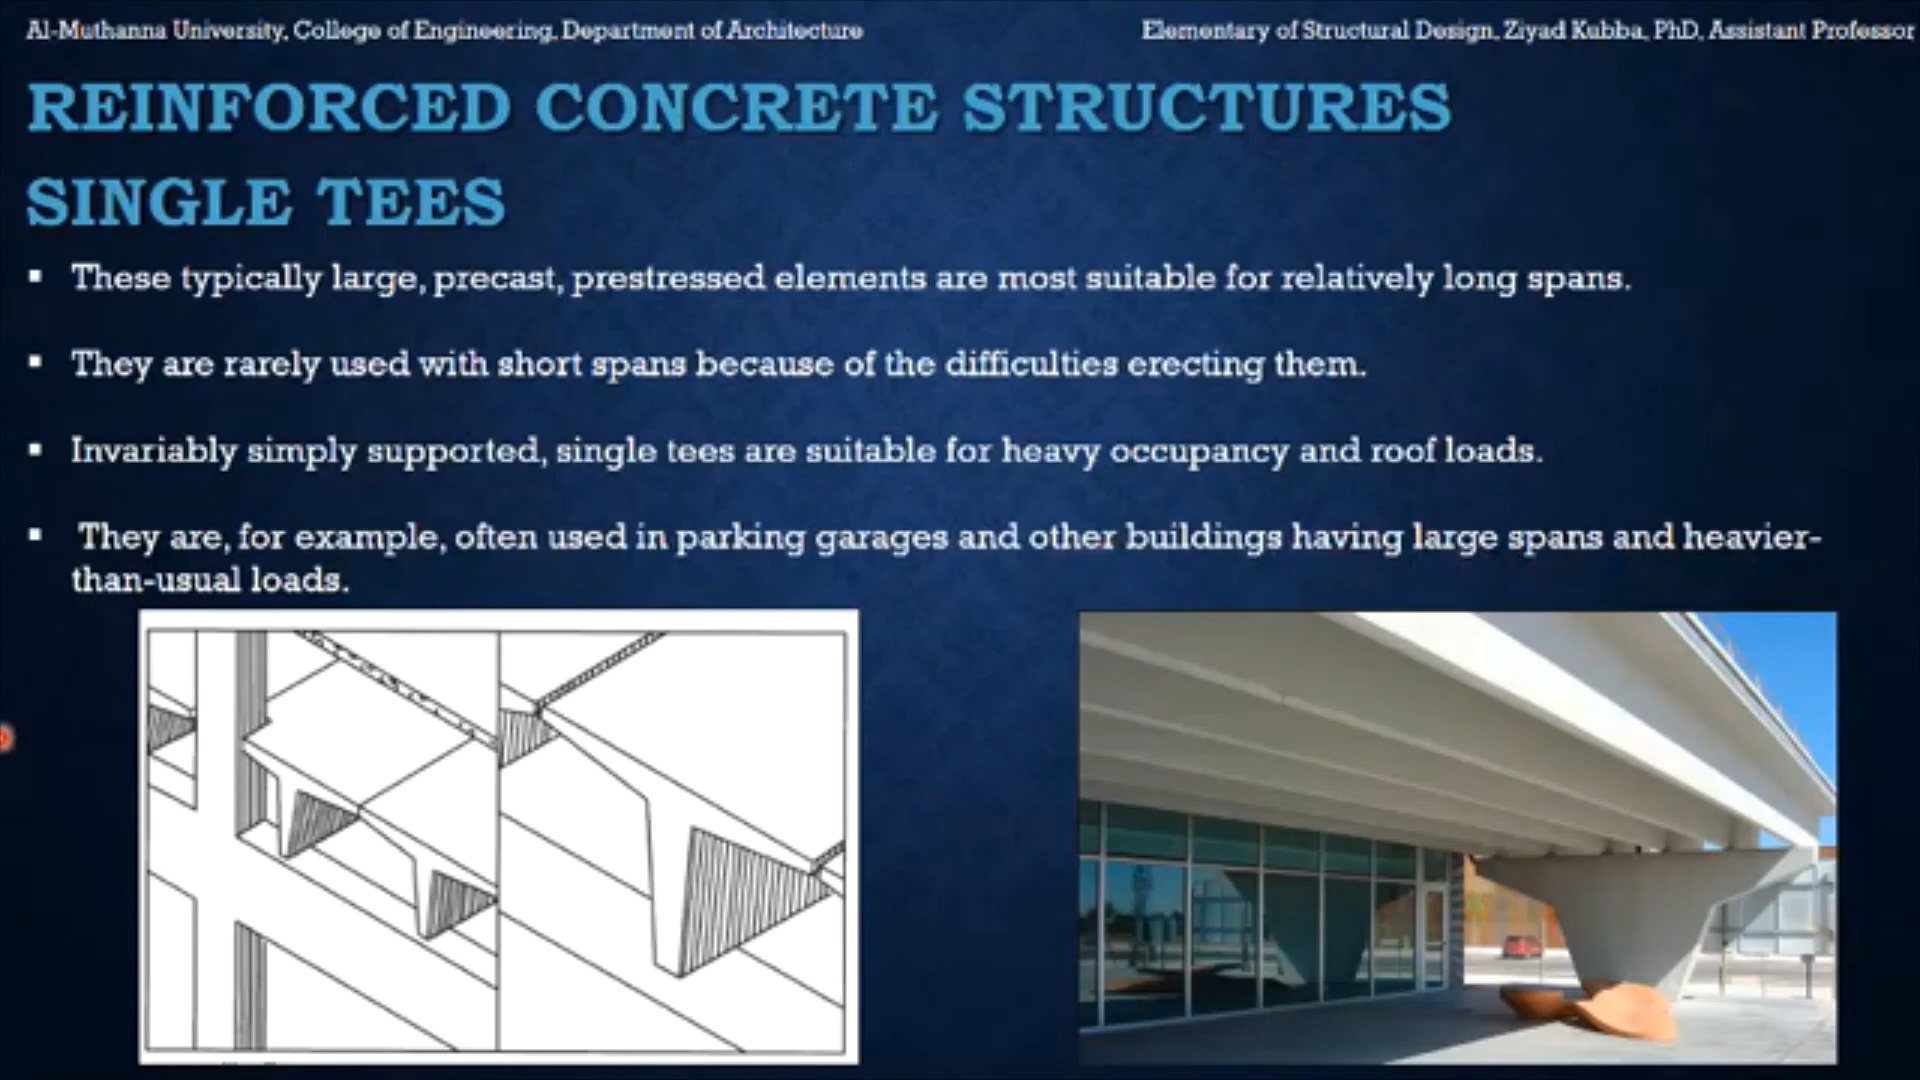 Al-Muthanna University, College of Engineering, Department of Architecture
Elementary of Structural Design, Ziyad Kubba, PhD, Assistant Professor
REINFORCED CONCRETE STRUCTURES
SINGLE TEES
▪ These typically large, precast, prestressed elements are most suitable for relatively long spans.
▪ They are rarely used with short spans because of the difficulties erecting them.
▪ Invariably simply supported, single tees are suitable for heavy occupancy and roof loads.
▪ They are, for example, often used in parking garages and other buildings having large spans and heavier-
than-usual loads.